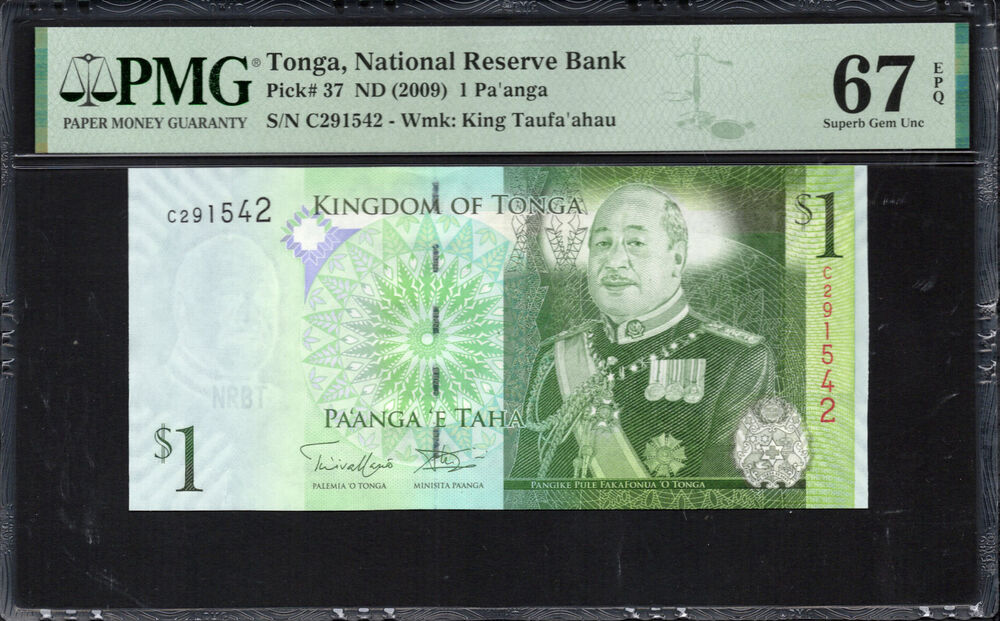 PMG®
PAPER MONEY GUARANTY
Tonga, National Reserve Bank
Pick# 37 ND (2009) 1 Pa'anga
S/N C291542 - Wmk: King Taufa'ahau
67
EPQ
Superb Gem Unc
C291542
KINGDOM OF TONGA
$1
C291542
NRBT
PA'ANGA 'E TAHA
$1
PALEMIA 'O TONGA
MINISITA PA'ANGA
PANGIKE PULE FAKAFONUA 'O TONGA